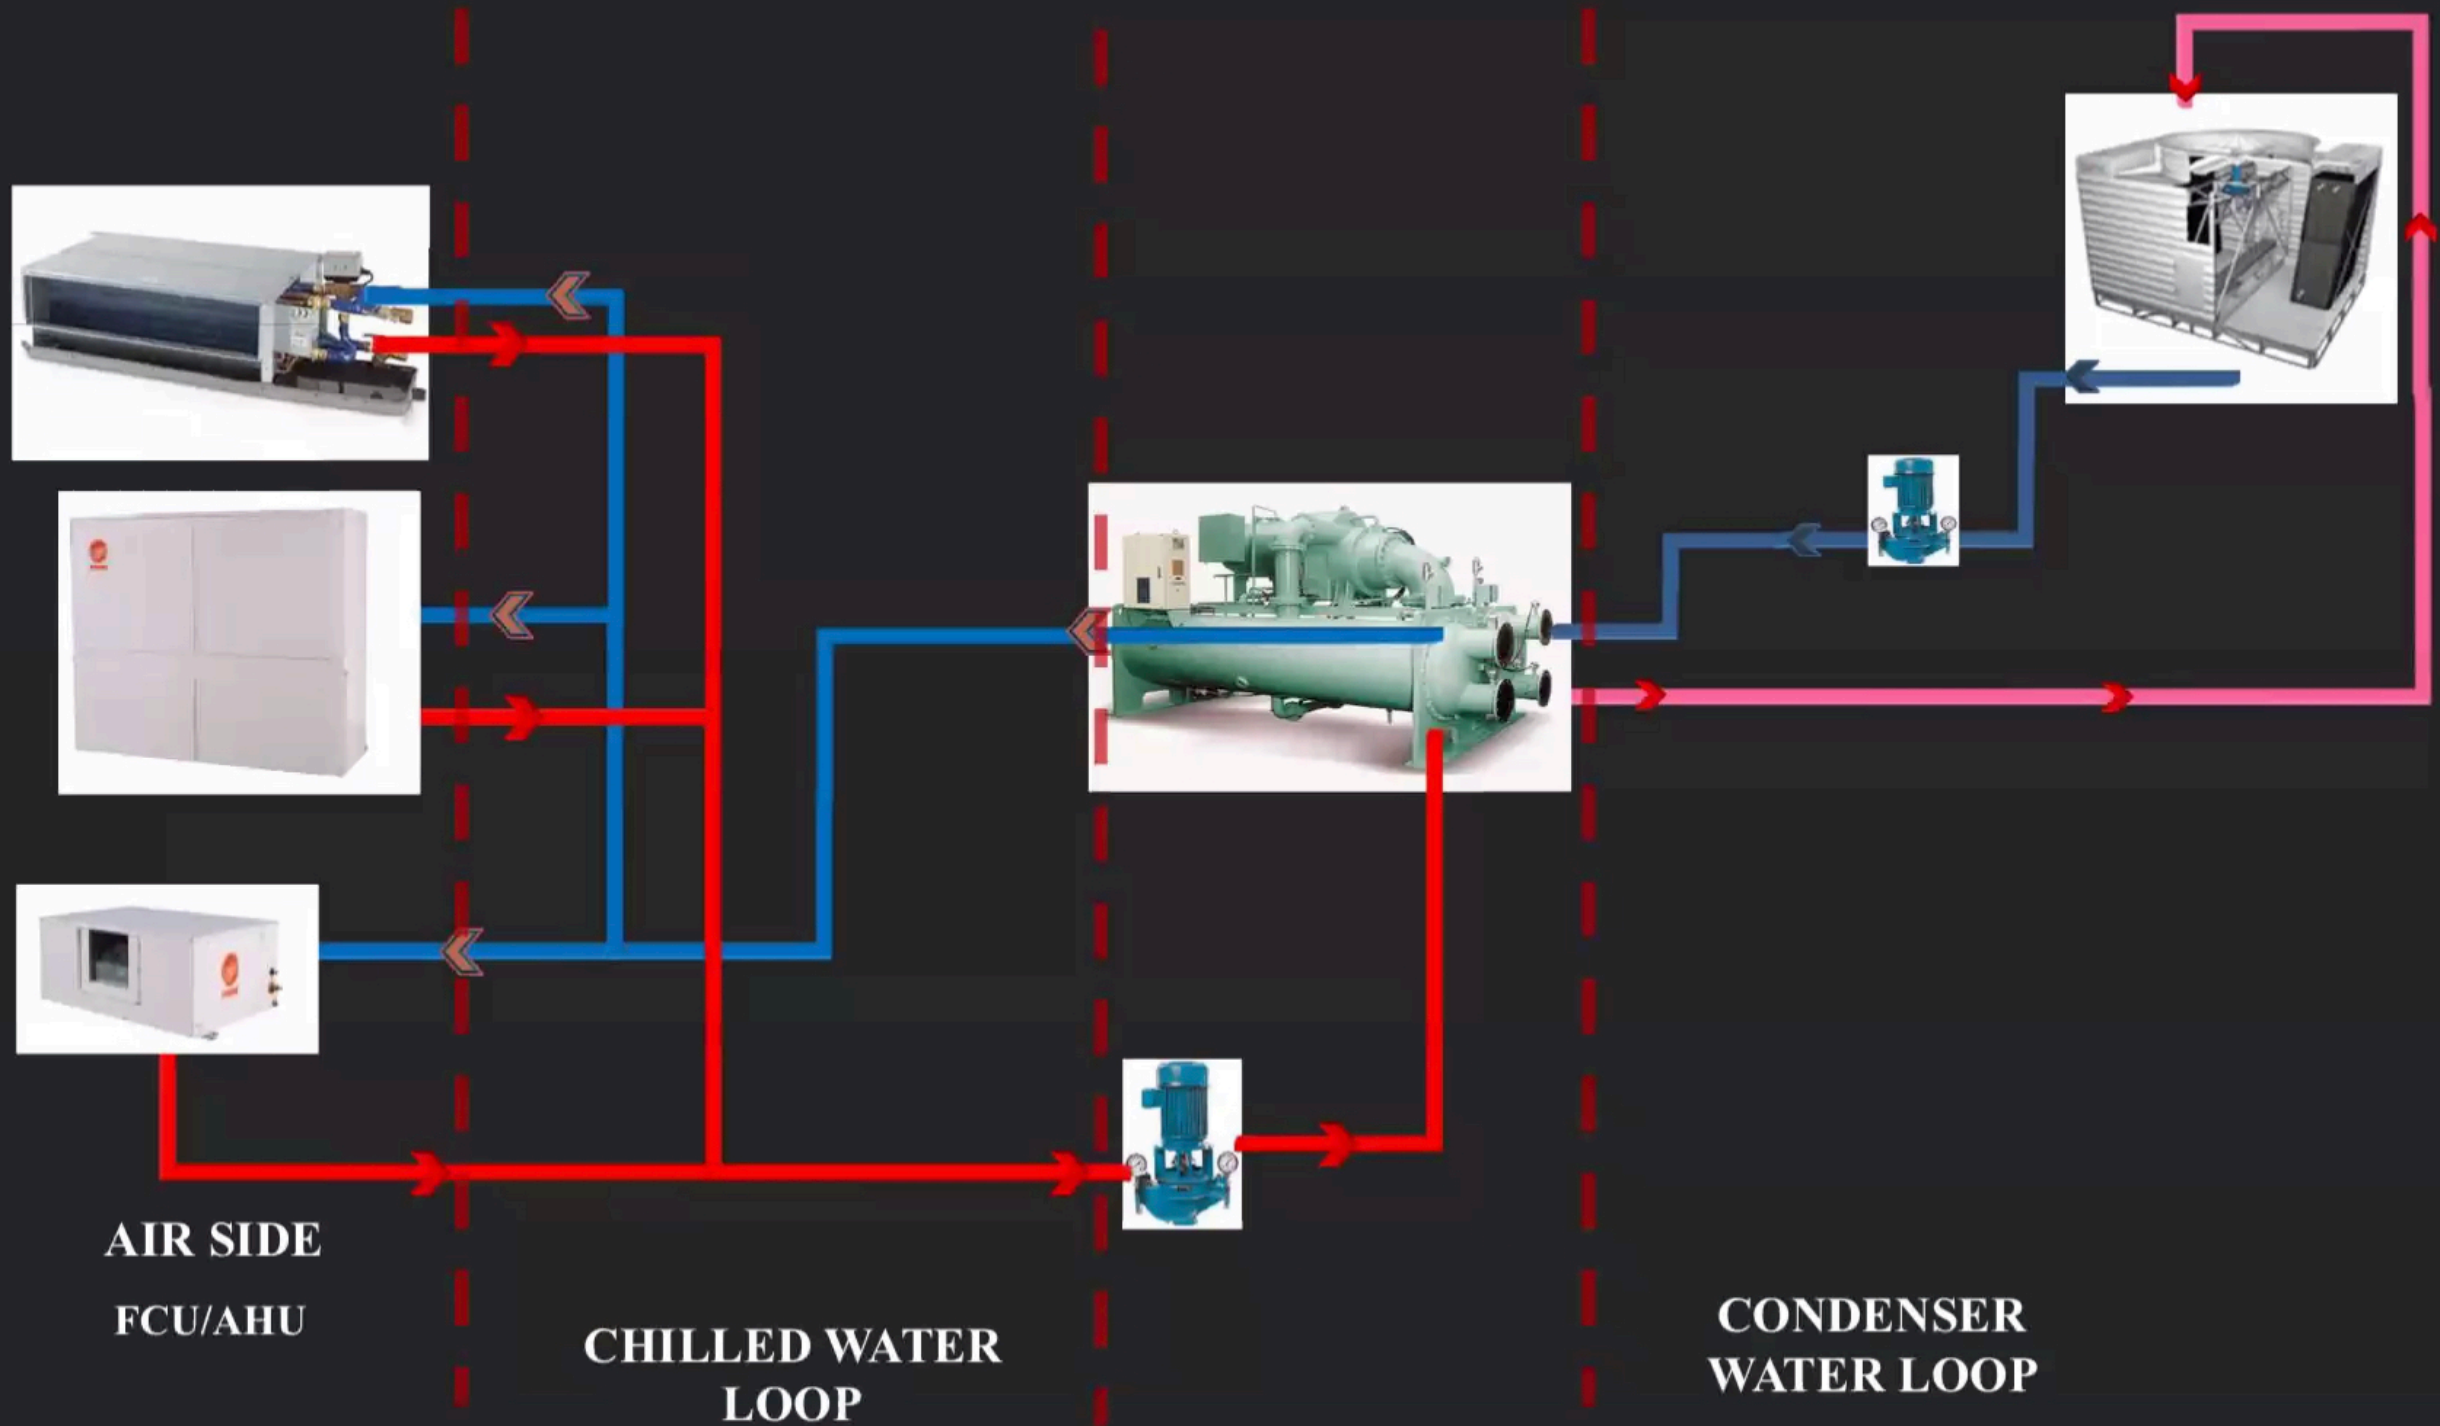 AIR SIDE
FCU/AHU
CHILLED WATER
LOOP
CONDENSER
WATER LOOP